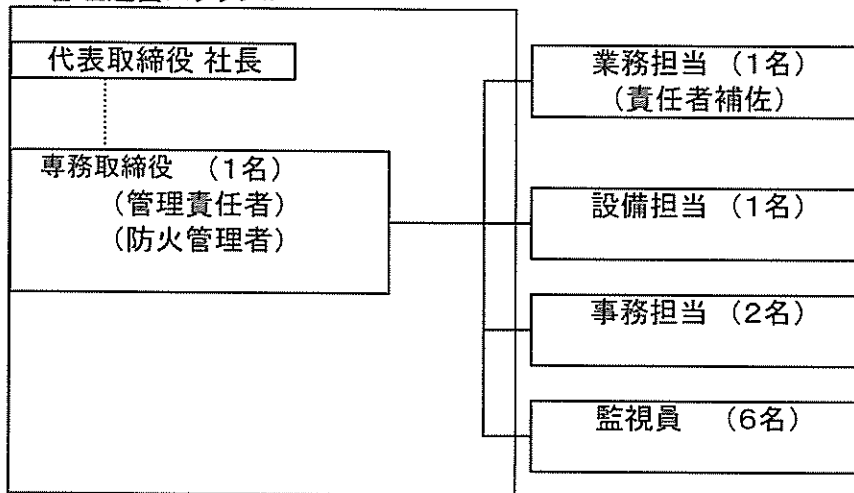 代表取締役 社長
専務取締役 （1名）
（管理責任者）
（防火管理者）
業務担当 （1名）
（責任者補佐）
設備担当 （1名）
事務担当 （2名）
監視員 （6名）